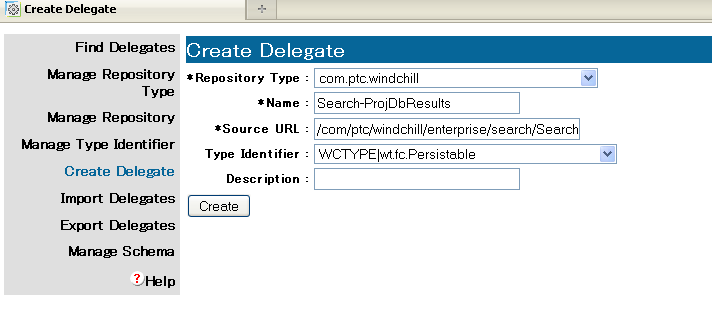 Create Delegate
Find Delegates
Manage Repository
Type
Manage Repository
Manage Type Identifier
Create Delegate
Import Delegates
Export Delegates
Manage Schema
? Help
Create Delegate
*Repository Type : com.ptc.windchill
*Name : Search-ProjDbResults
*Source URL : /com/ptc/windchill/enterprise/search/Search
Type Identifier : WCTYPE|wt.fc.Persistable
Description :
Create